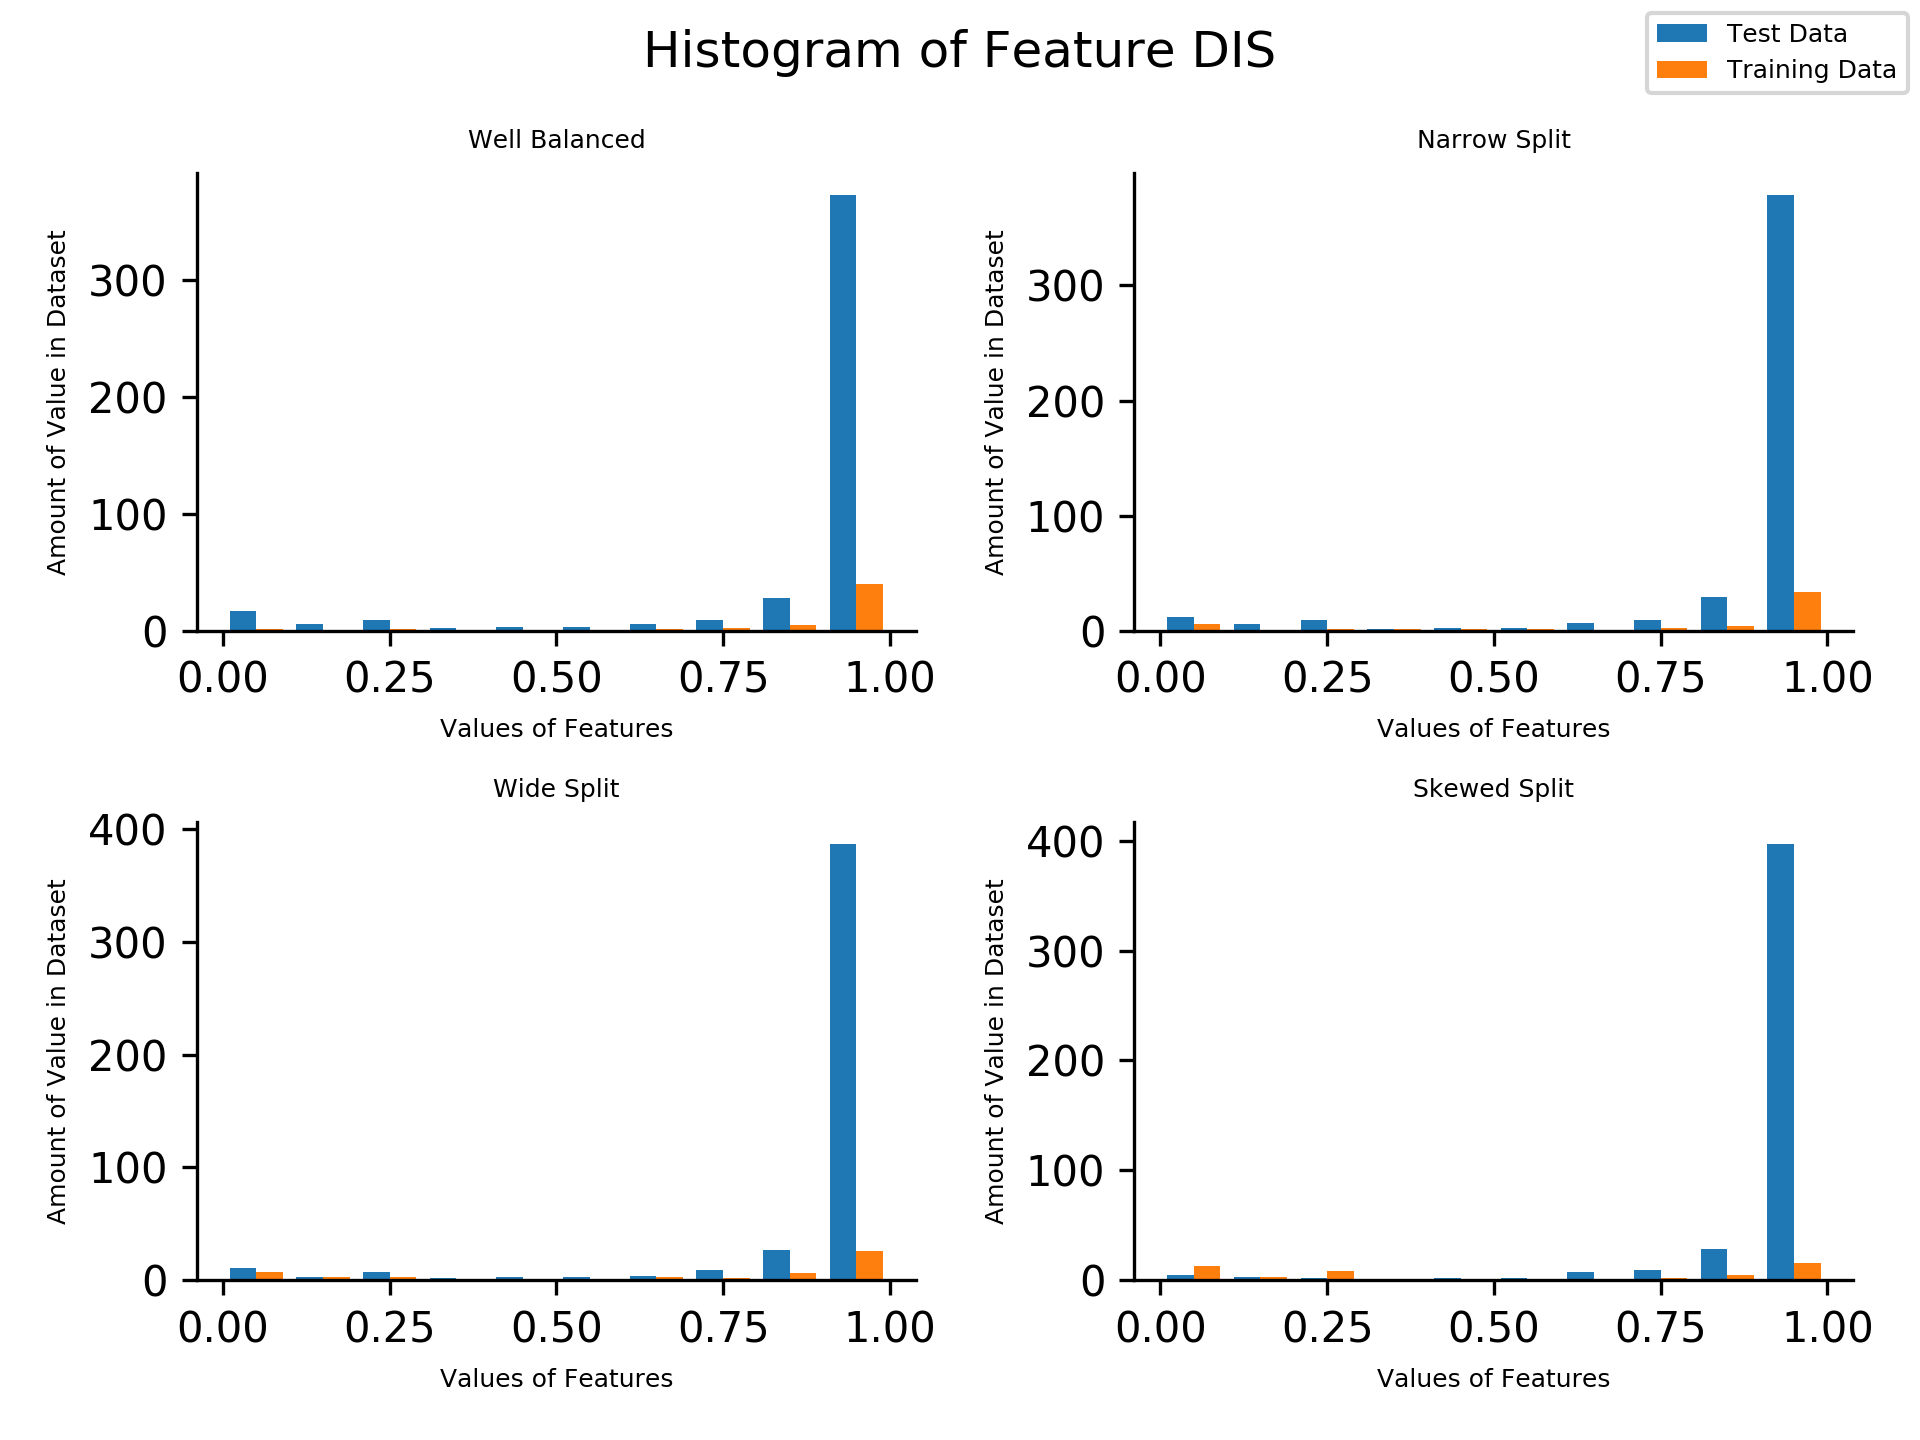 Histogram of Feature DIS
Test Data
Training Data
Well Balanced
Amount of Value in Dataset
300
200
100
0
0.00 0.25 0.50 0.75 1.00
Values of Features
Narrow Split
Amount of Value in Dataset
300
200
100
0
0.00 0.25 0.50 0.75 1.00
Values of Features
Wide Split
Amount of Value in Dataset
400
300
200
100
0
0.00 0.25 0.50 0.75 1.00
Values of Features
Skewed Split
Amount of Value in Dataset
400
300
200
100
0
0.00 0.25 0.50 0.75 1.00
Values of Features